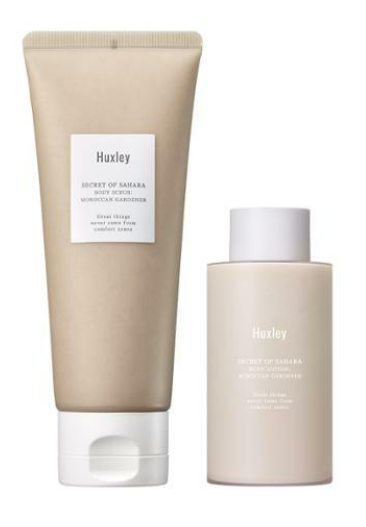 Huxley
SECRET OF SAHARA
BODY SCRUB;
MOROCCAN GARDENER
Great things
never came from
comfort zones
Huxley
SECRET OF SAHARA
BODY LOTION;
MOROCCAN GARDENER
Great things
never came from
comfort zones